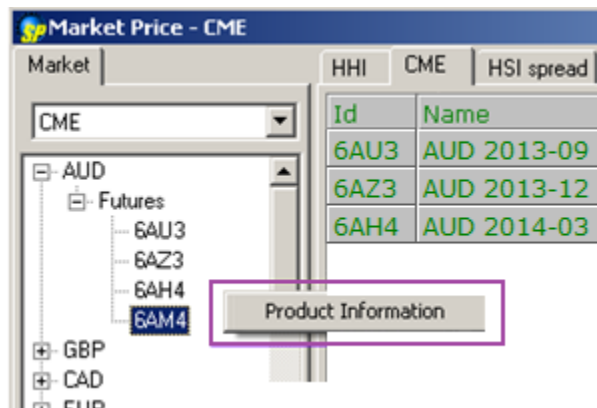 SP Market Price - CME
Market
HHI CME HSI spread
CME
Id Name
6AU3 AUD 2013-09
6AZ3 AUD 2013-12
6AH4 AUD 2014-03
AUD
Futures
6AU3
6AZ3
6AH4
6AM4
Product Information
GBP
CAD
EUR